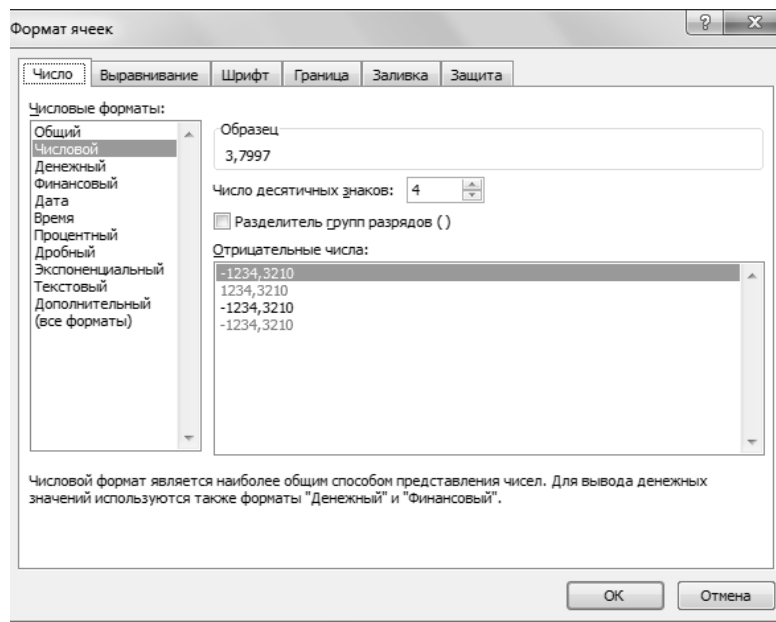 Формат ячеек
Число Выравнивание Шрифт Граница Заливка Защита
Числовые форматы:
Общий
Числовой
Денежный
Финансовый
Дата
Время
Процентный
Дробный
Экспоненциальный
Текстовый
Дополнительный
(все форматы)
Образец
3,7997
Число десятичных знаков: 4
Разделитель групп разрядов ( )
Отрицательные числа:
-1234,3210
1234,3210
-1234,3210
-1234,3210
Числовой формат является наиболее общим способом представления чисел. Для вывода денежных
значений используются также форматы "Денежный" и "Финансовый".
ОК Отмена